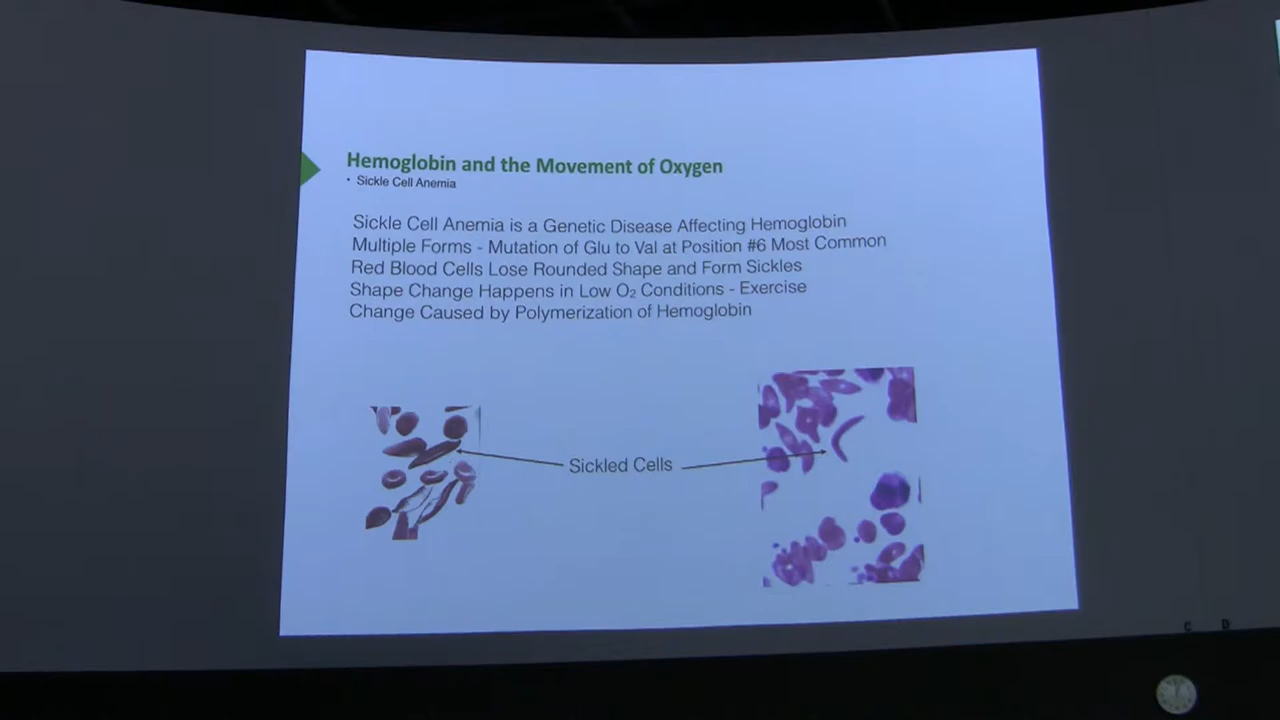 Hemoglobin and the Movement of Oxygen
• Sickle Cell Anemia
Sickle Cell Anemia is a Genetic Disease Affecting Hemoglobin
Multiple Forms - Mutation of Glu to Val at Position #6 Most Common
Red Blood Cells Lose Rounded Shape and Form Sickles
Shape Change Happens in Low O₂ Conditions - Exercise
Change Caused by Polymerization of Hemoglobin
Sickled Cells
C D